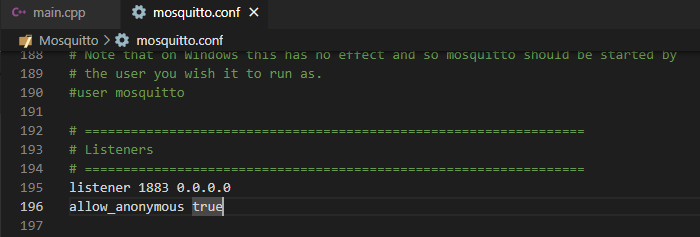 main.cpp
mosquitto.conf
Mosquitto > mosquitto.conf
188 # Note that on Windows this has no effect and so mosquitto should be started by
189 # the user you wish it to run as.
190 #user mosquitto
191
192 # =================================================================
193 # Listeners
194 # =================================================================
195 listener 1883 0.0.0.0
196 allow_anonymous true
197